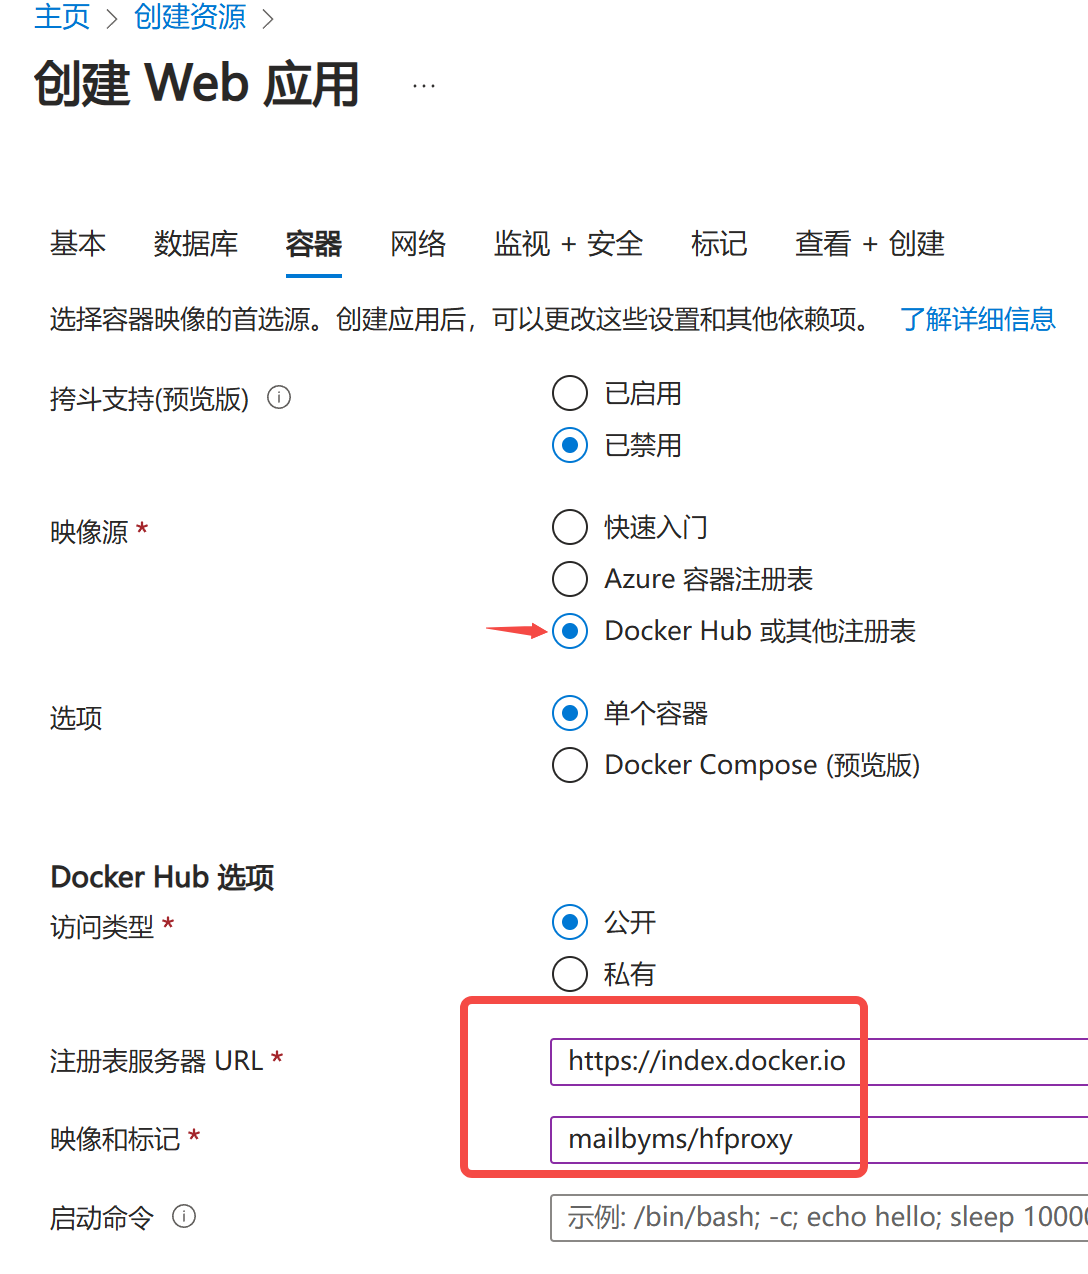 主页 > 创建资源 >
创建 Web 应用 ...
基本 数据库 容器 网络 监视 + 安全 标记 查看 + 创建
选择容器映像的首选源。创建应用后，可以更改这些设置和其他依赖项。 了解详细信息
挎斗支持(预览版)
已启用
已禁用
映像源 *
快速入门
Azure 容器注册表
Docker Hub 或其他注册表
选项
单个容器
Docker Compose (预览版)
Docker Hub 选项
访问类型 *
公开
私有
注册表服务器 URL * https://index.docker.io
映像和标记 * mailbyms/hfproxy
启动命令 示例: /bin/bash; -c; echo hello; sleep 10000